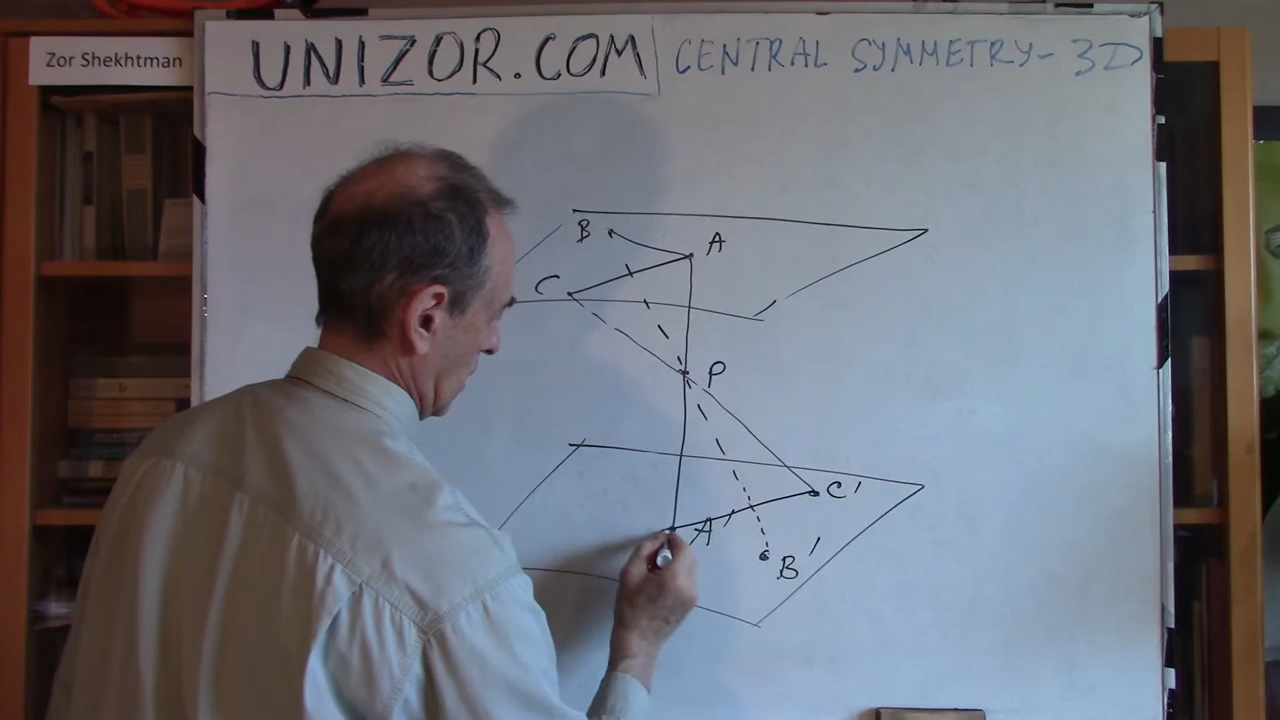 Zor Shekhtman
UNIZOR.COM
CENTRAL SYMMETRY-3D
B
A
C
P
C'
A'
B'